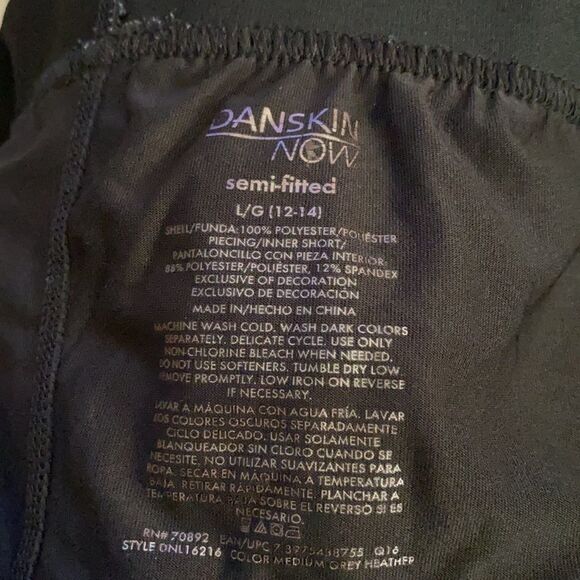 DANSKIN
NOW
semi-fitted
L/G (12-14)
SHELL/FUNDA: 100% POLYESTER/POLIÉSTER
PIECING/INNER SHORT/
PANTALONCILLO CON PIEZA INTERIOR:
88% POLYESTER/POLIÉSTER, 12% SPANDEX
EXCLUSIVE OF DECORATION
EXCLUSIVO DE DECORACIÓN
MADE IN/HECHO EN CHINA
MACHINE WASH COLD. WASH DARK COLORS
SEPARATELY. DELICATE CYCLE. USE ONLY
NON-CHLORINE BLEACH WHEN NEEDED.
DO NOT USE SOFTENERS. TUMBLE DRY LOW.
REMOVE PROMPTLY. LOW IRON ON REVERSE
IF NECESSARY.
LAVAR A MÁQUINA CON AGUA FRÍA. LAVAR
LOS COLORES OSCUROS SEPARADAMENTE
CICLO DELICADO. USAR SOLAMENTE
BLANQUEADOR SIN CLORO CUANDO SE
NECESITE. NO UTILIZAR SUAVIZANTES PARA
ROPA. SECAR EN MÁQUINA A TEMPERATURA
BAJA. RETIRAR RÁPIDAMENTE. PLANCHAR A
TEMPERATURA BAJA SOBRE EL REVERSO SI ES
NECESARIO.
RN# 70892 EAN/UPC 7 3975438755 Q16
STYLE DNL16216 COLOR MEDIUM GREY HEATHER